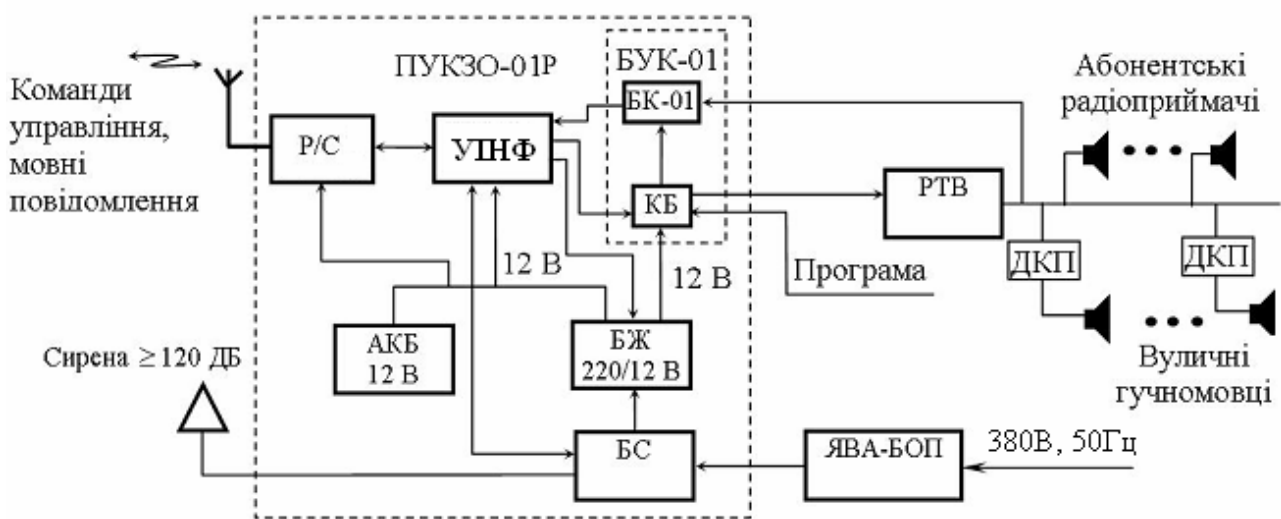 ПУКЗО-01Р
БУК-01
Абонентські
радіоприймачі
Команди
управління,
мовні
повідомлення
БК-01
Р/С
УПНФ
КБ
РТВ
12 В
12 В
Програма
ДКП
ДКП
Сирена ≥120 ДБ
АКБ
12 В
БЖ
220/12 В
Вуличні
гучномовці
БС
ЯВА-БОП
380В, 50Гц